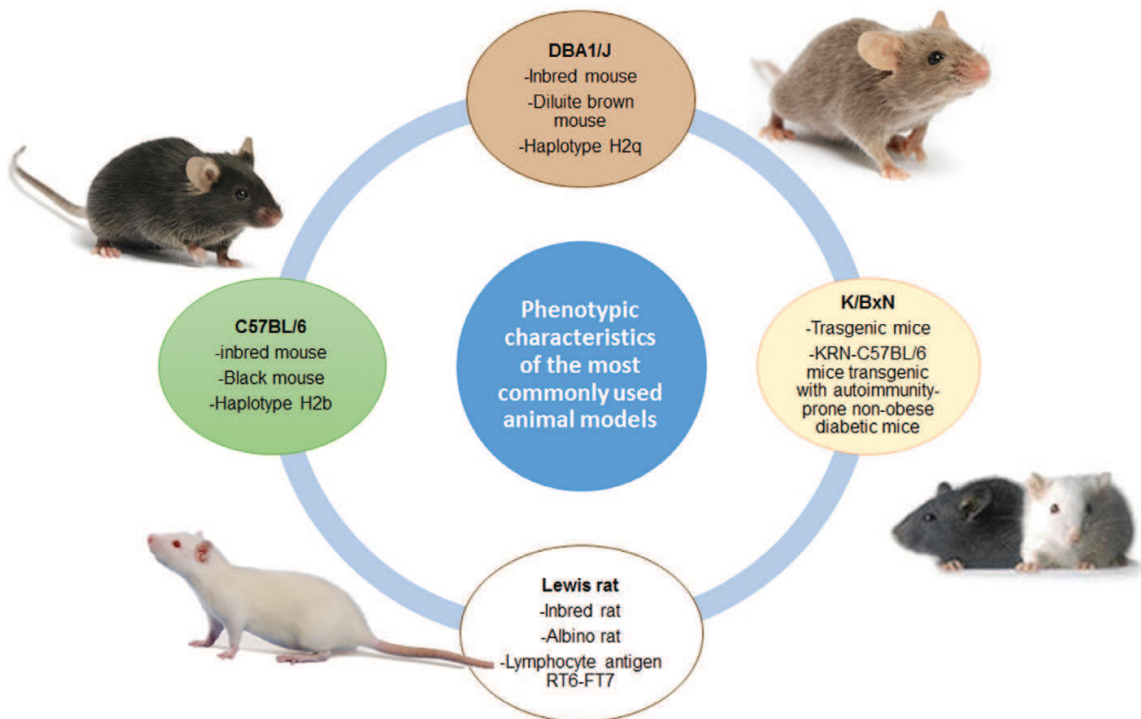 DBA1/J
-Inbred mouse
-Diluite brown
mouse
-Haplotype H2q
C57BL/6
-inbred mouse
-Black mouse
-Haplotype H2b
Phenotypic
characteristics
of the most
commonly used
animal models
K/BxN
-Trasgenic mice
-KRN-C57BL/6
mice transgenic
with autoimmunity-
prone non-obese
diabetic mice
Lewis rat
-Inbred rat
-Albino rat
-Lymphocyte antigen
RT6-FT7